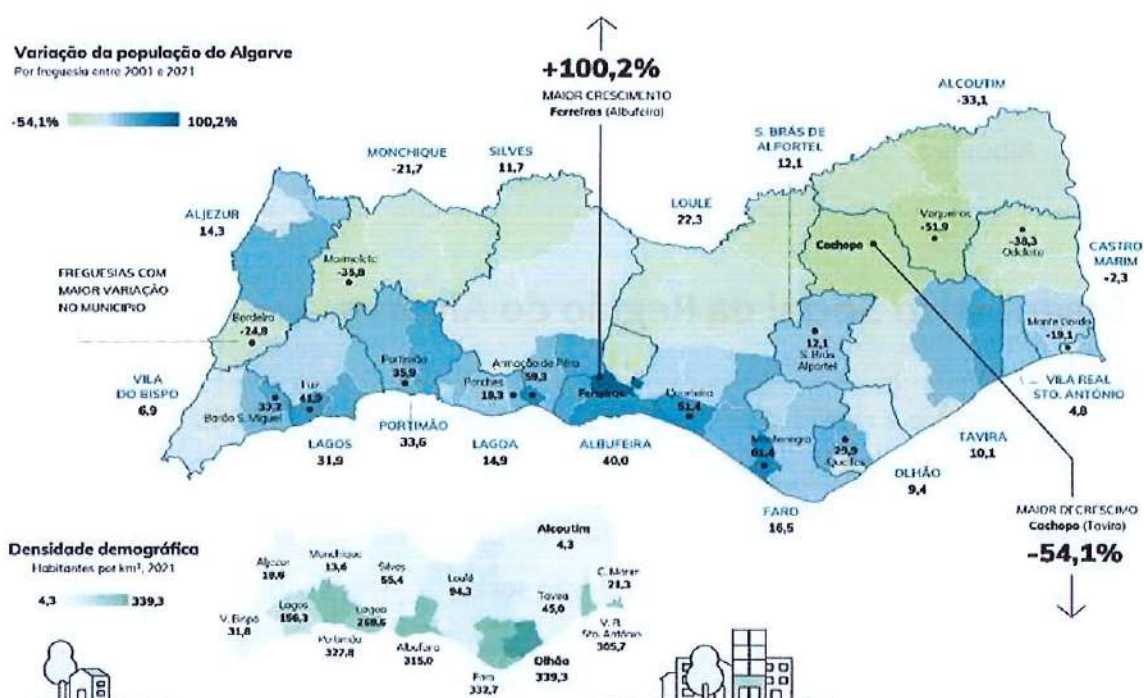 Variação da população do Algarve
Por freguesia entre 2001 e 2021
-54,1%
100,2%
+100,2%
MAIOR CRESCIMENTO
Ferreiras (Albufeira)
ALCOUTIM
-33,1
S. BRÁS DE
ALPORTEL
12,1
MONCHIQUE
-21,7
SILVES
11,7
LOULÉ
22,3
ALJEZUR
14,3
FREGUESIAS COM
MAIOR VARIAÇÃO
NO MUNICÍPIO
Marmelete
-35,8
Bordeira
-24,8
Cachopo
Vaqueiros
-51,9
-38,3
Odeleite
CASTRO
MARIM
-2,3
Monte Gordo
-19,1
12,1
S. Brás
Alportel
Portimão
35,9
Armação de Pêra
59,3
Porches
18,3
Ferreiras
Quarteira
51,4
Luz
41,9
33,2
Barão S. Miguel
Montenegro
61,4
29,9
Quelfes
VILA
DO BISPO
6,9
LAGOS
31,9
PORTIMÃO
33,6
LAGOA
14,9
ALBUFEIRA
40,0
FARO
16,5
OLHÃO
9,4
TAVIRA
10,1
VILA REAL
STO. ANTÓNIO
4,8
MAIOR DECRÉSCIMO
Cachopo (Tavira)
-54,1%
Densidade demográfica
Habitantes por km², 2021
4,3
339,3
Alcoutim
4,3
Aljezur
Monchique
13,6
Silves
55,4
Loulé
94,3
C. Marim
21,3
Tavira
45,0
V. Bispo
31,8
Lagos
156,3
Lagoa
268,6
Portimão
327,8
Albufeira
315,0
Faro
332,7
Olhão
339,3
V. R.
Sto. António
305,7